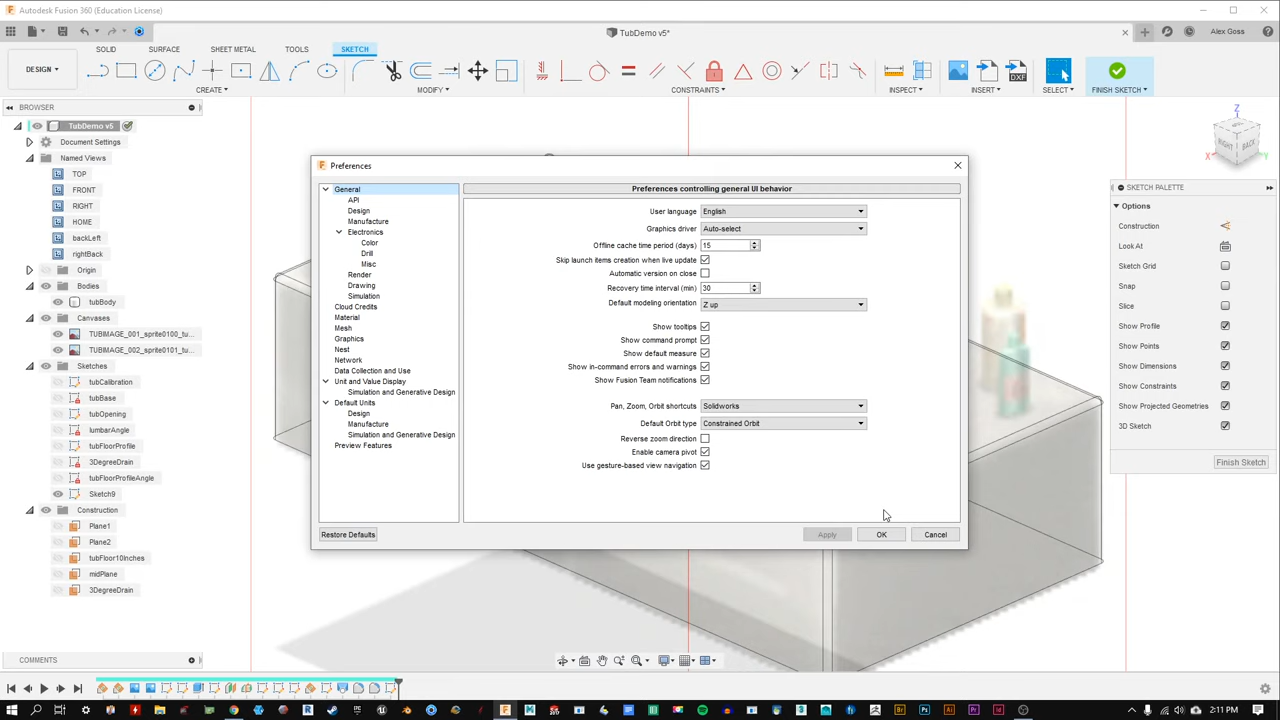 Autodesk Fusion 360 (Education License)
TubDemo v5*
Alex Goss
SOLID SURFACE SHEET METAL TOOLS SKETCH
DESIGN
CREATE MODIFY CONSTRAINTS INSPECT INSERT SELECT FINISH SKETCH
BROWSER
TubDemo v5
Document Settings
Named Views
TOP
FRONT
RIGHT
HOME
backLeft
rightBack
Origin
Bodies
tubBody
Canvases
TUBIMAGE_001_sprite0100_tu...
TUBIMAGE_002_sprite0101_tu...
Sketches
tubCalibration
tubBase
tubOpening
lumbarAngle
tubFloorProfile
3DegreeDrain
tubFloorProfileAngle
Sketch9
Construction
Plane1
Plane2
tubFloor10Inches
midPlane
3DegreeDrain
COMMENTS
Preferences
General
API
Design
Manufacture
Electronics
Color
Drill
Misc
Render
Drawing
Simulation
Cloud Credits
Material
Mesh
Graphics
Nest
Network
Data Collection and Use
Unit and Value Display
Simulation and Generative Design
Default Units
Design
Manufacture
Simulation and Generative Design
Preview Features
Preferences controlling general UI behavior
User language English
Graphics driver Auto-select
Offline cache time period (days) 15
Skip launch items creation when live update
Automatic version on close
Recovery time interval (min) 30
Default modeling orientation Z up
Show tooltips
Show command prompt
Show default measure
Show in-command errors and warnings
Show Fusion Team notifications
Pan, Zoom, Orbit shortcuts Solidworks
Default Orbit type Constrained Orbit
Reverse zoom direction
Enable camera pivot
Use gesture-based view navigation
Restore Defaults Apply OK Cancel
Z
RIGHT BACK
X Y
SKETCH PALETTE
Options
Construction
Look At
Sketch Grid
Snap
Slice
Show Profile
Show Points
Show Dimensions
Show Constraints
Show Projected Geometries
3D Sketch
Finish Sketch
2:11 PM